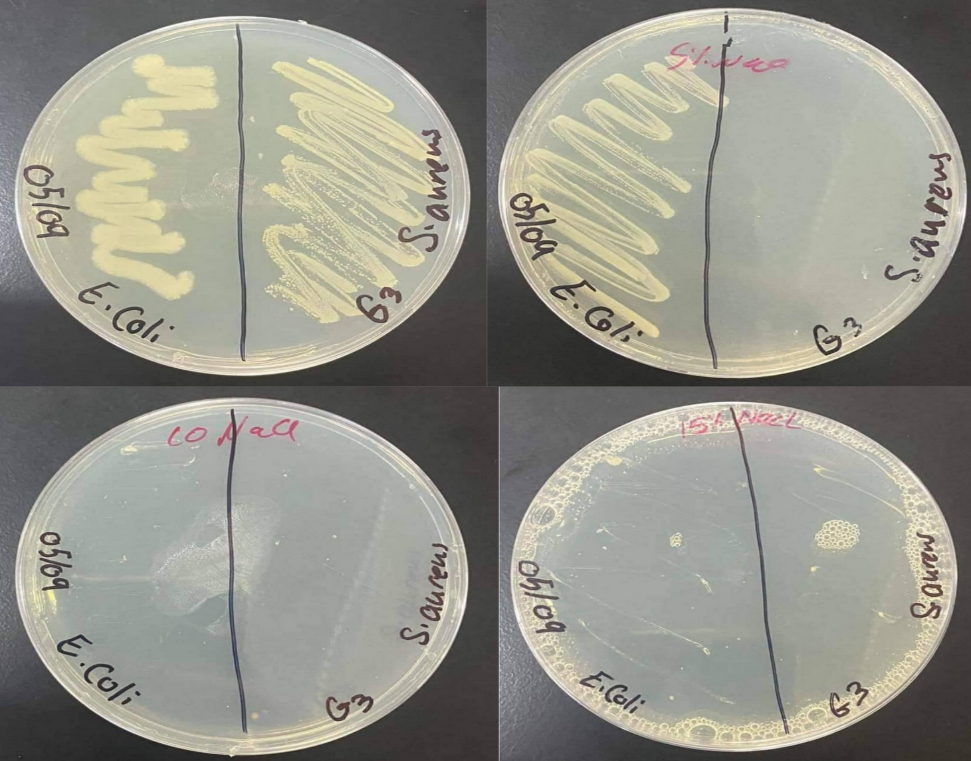 05/09
E. Coli
S. aureus
G3
5% NaCl
05/09
E. Coli
S. aureus
G3
10 NaCl
05/09
E. Coli
S. aureus
G3
15% NaCL
05/09
E. Coli
S. aureus
G3